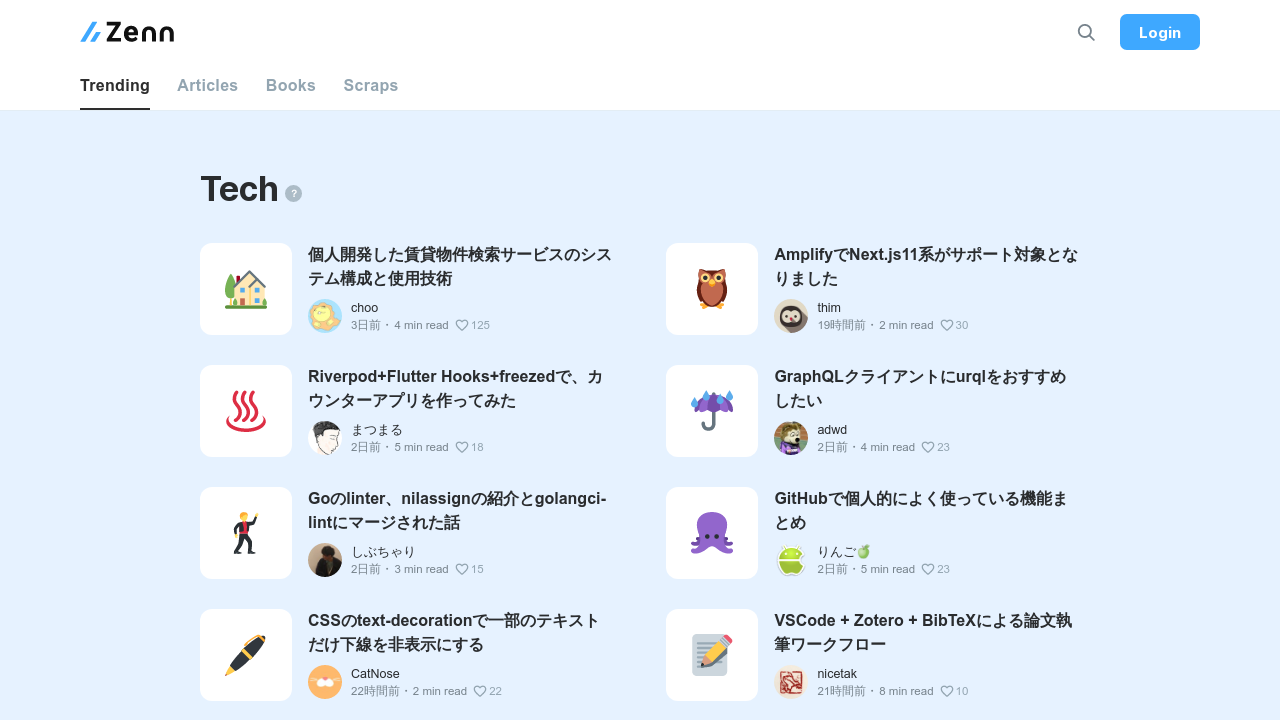 Zenn
Login
Trending Articles Books Scraps
Tech ?
個人開発した賃貸物件検索サービスのシス
テム構成と使用技術
choo
3日前・4 min read 125
AmplifyでNext.js11系がサポート対象とな
りました
thim
19時間前・2 min read 30
Riverpod+Flutter Hooks+freezedで、カ
ウンターアプリを作ってみた
まつまる
2日前・5 min read 18
GraphQLクライアントにurqlをおすすめ
したい
adwd
2日前・4 min read 23
Goのlinter、nilassignの紹介とgolangci-
lintにマージされた話
しぶちゃり
2日前・3 min read 15
GitHubで個人的によく使っている機能ま
とめ
りんご🍏
2日前・5 min read 23
CSSのtext-decorationで一部のテキスト
だけ下線を非表示にする
CatNose
22時間前・2 min read 22
VSCode + Zotero + BibTeXによる論文執
筆ワークフロー
nicetak
21時間前・8 min read 10